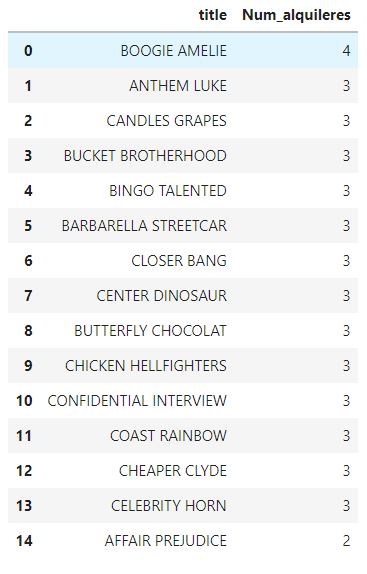 title Num_alquileres
0 BOOGIE AMELIE 4
1 ANTHEM LUKE 3
2 CANDLES GRAPES 3
3 BUCKET BROTHERHOOD 3
4 BINGO TALENTED 3
5 BARBARELLA STREETCAR 3
6 CLOSER BANG 3
7 CENTER DINOSAUR 3
8 BUTTERFLY CHOCOLAT 3
9 CHICKEN HELLFIGHTERS 3
10 CONFIDENTIAL INTERVIEW 3
11 COAST RAINBOW 3
12 CHEAPER CLYDE 3
13 CELEBRITY HORN 3
14 AFFAIR PREJUDICE 2